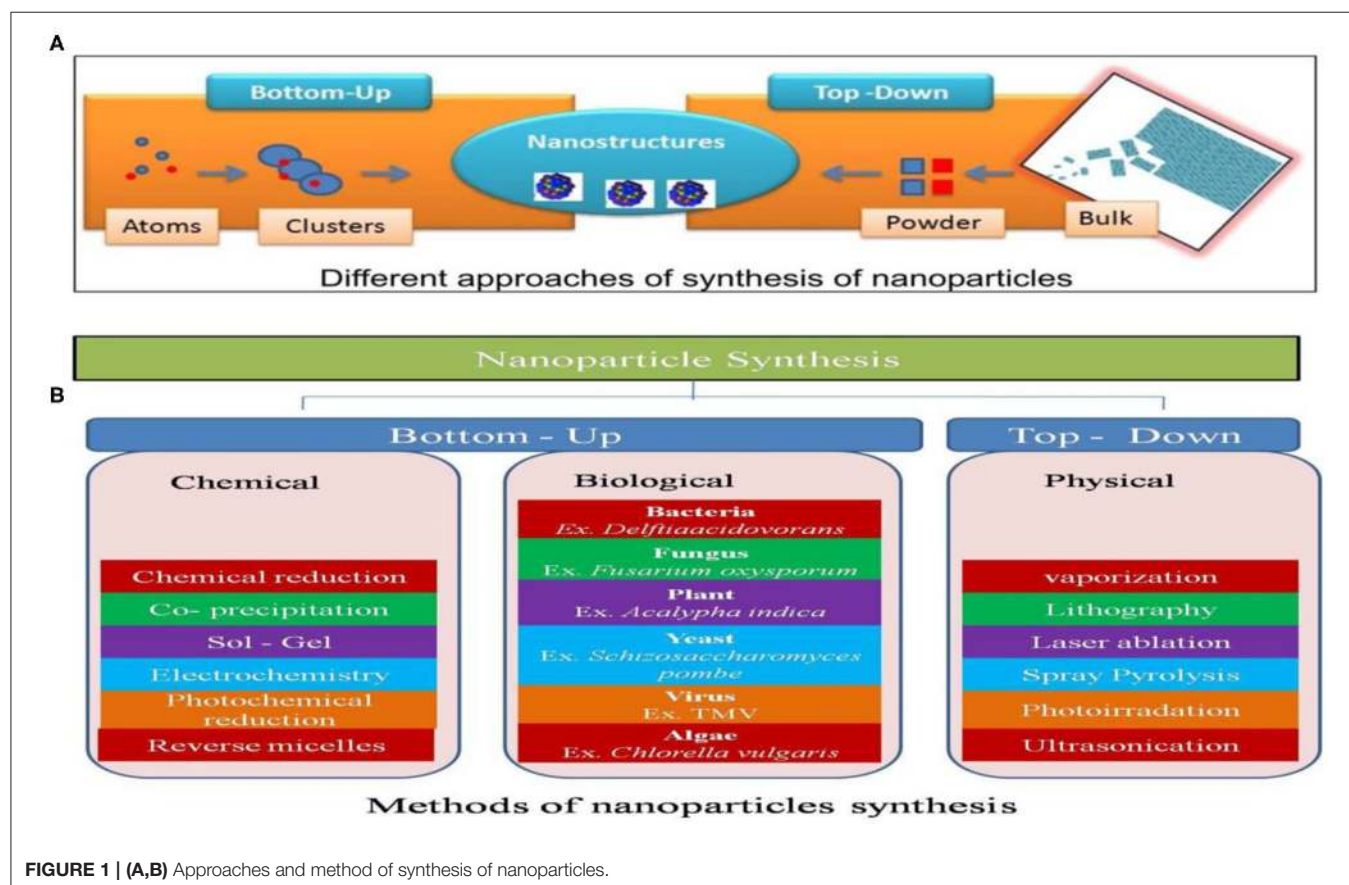 A
Bottom-Up
Top -Down
Nanostructures
Atoms
Clusters
Powder
Bulk
Different approaches of synthesis of nanoparticles
Nanoparticle Synthesis
B
Bottom - Up
Top - Down
Chemical
Chemical reduction
Co- precipitation
Sol - Gel
Electrochemistry
Photochemical
reduction
Reverse micelles
Biological
Bacteria
Ex. Delftiaacidovorans
Fungus
Ex. Fusarium oxysporum
Plant
Ex. Acalypha indica
Yeast
Ex. Schizosaccharomyces
pombe
Virus
Ex. TMV
Algae
Ex. Chlorella vulgaris
Physical
vaporization
Lithography
Laser ablation
Spray Pyrolysis
Photoirradation
Ultrasonication
Methods of nanoparticles synthesis
FIGURE 1 | (A,B) Approaches and method of synthesis of nanoparticles.